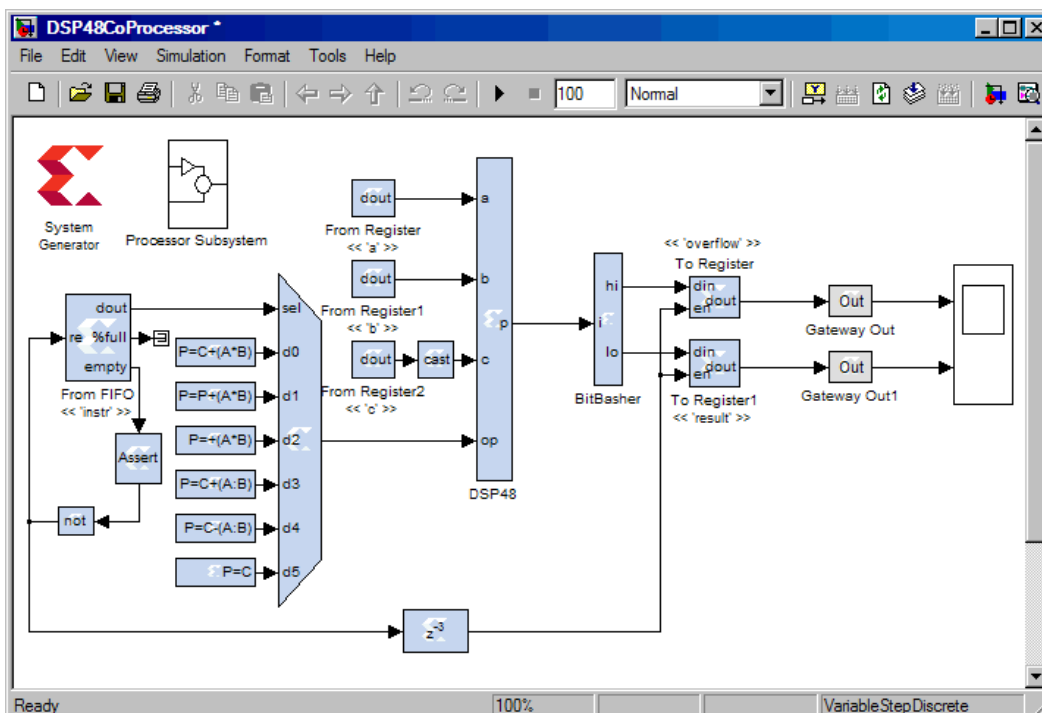 DSP48CoProcessor *
File Edit View Simulation Format Tools Help
100 Normal
System
Generator
Processor Subsystem
dout
From Register
<< 'a' >>
dout
From Register1
<< 'b' >>
dout cast
From Register2
<< 'c' >>
dout
re %full
empty
From FIFO
<< 'instr' >>
Assert
not
P=C+(A*B)
P=P+(A*B)
P=+(A*B)
P=C+(A:B)
P=C-(A:B)
P=C
sel
d0
d1
d2
d3
d4
d5
a
b
c
op
p
DSP48
i
hi
lo
BitBasher
<< 'overflow' >>
To Register
din
dout
en
din
dout
en
To Register1
<< 'result' >>
Out
Gateway Out
Out
Gateway Out1
z-3
Ready 100% VariableStepDiscrete